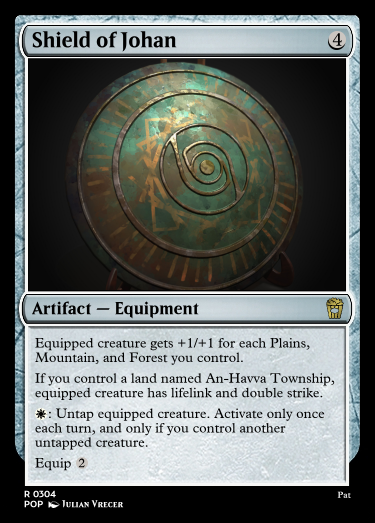 Shield of Johan 4
Artifact — Equipment
Equipped creature gets +1/+1 for each Plains,
Mountain, and Forest you control.
If you control a land named An-Havva Township,
equipped creature has lifelink and double strike.
: Untap equipped creature. Activate only once
each turn, and only if you control another
untapped creature.
Equip 2
R 0304 Pat
POP Julian Vrecer